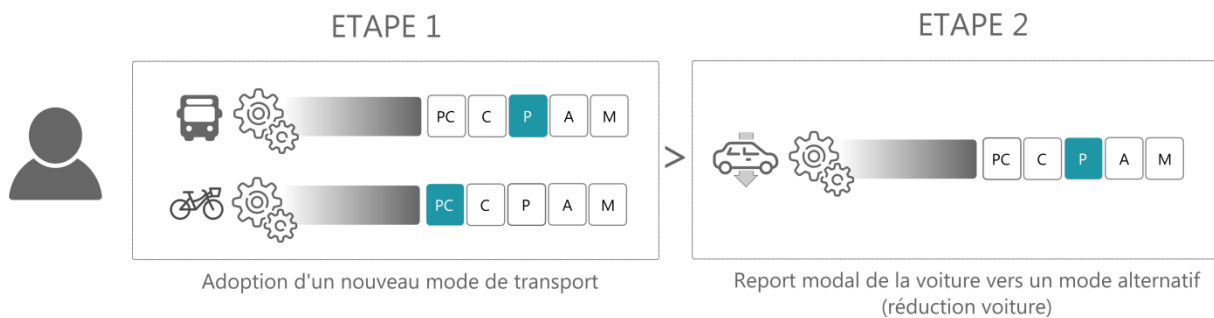 ETAPE 1
PC C P A M
PC C P A M
Adoption d'un nouveau mode de transport
>
ETAPE 2
PC C P A M
Report modal de la voiture vers un mode alternatif
(réduction voiture)